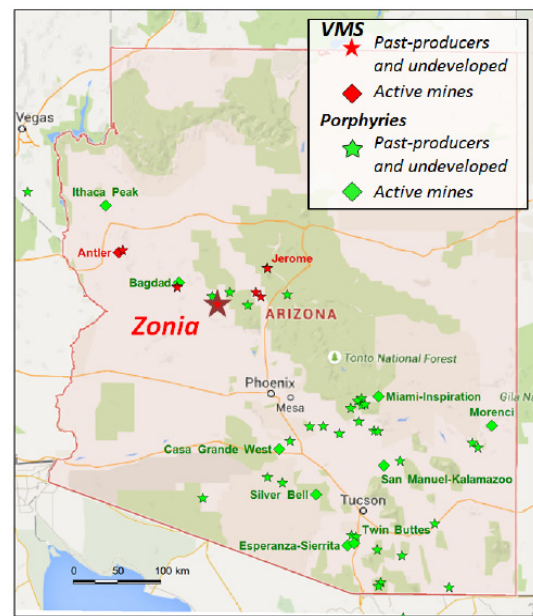 VMS
Past-producers
and undeveloped
Active mines
Porphyries
Past-producers
and undeveloped
Active mines
Vegas
Ithaca Peak
Antler
Jerome
Bagdad
Zonia
ARIZONA
Tonto National Forest
Phoenix
Mesa
Miami-Inspiration
Gila Na
Morenci
Casa Grande West
San Manuel-Kalamazoo
Silver Bell
Tucson
Twin Buttes
Esperanza-Sierrita
0 50 100 km